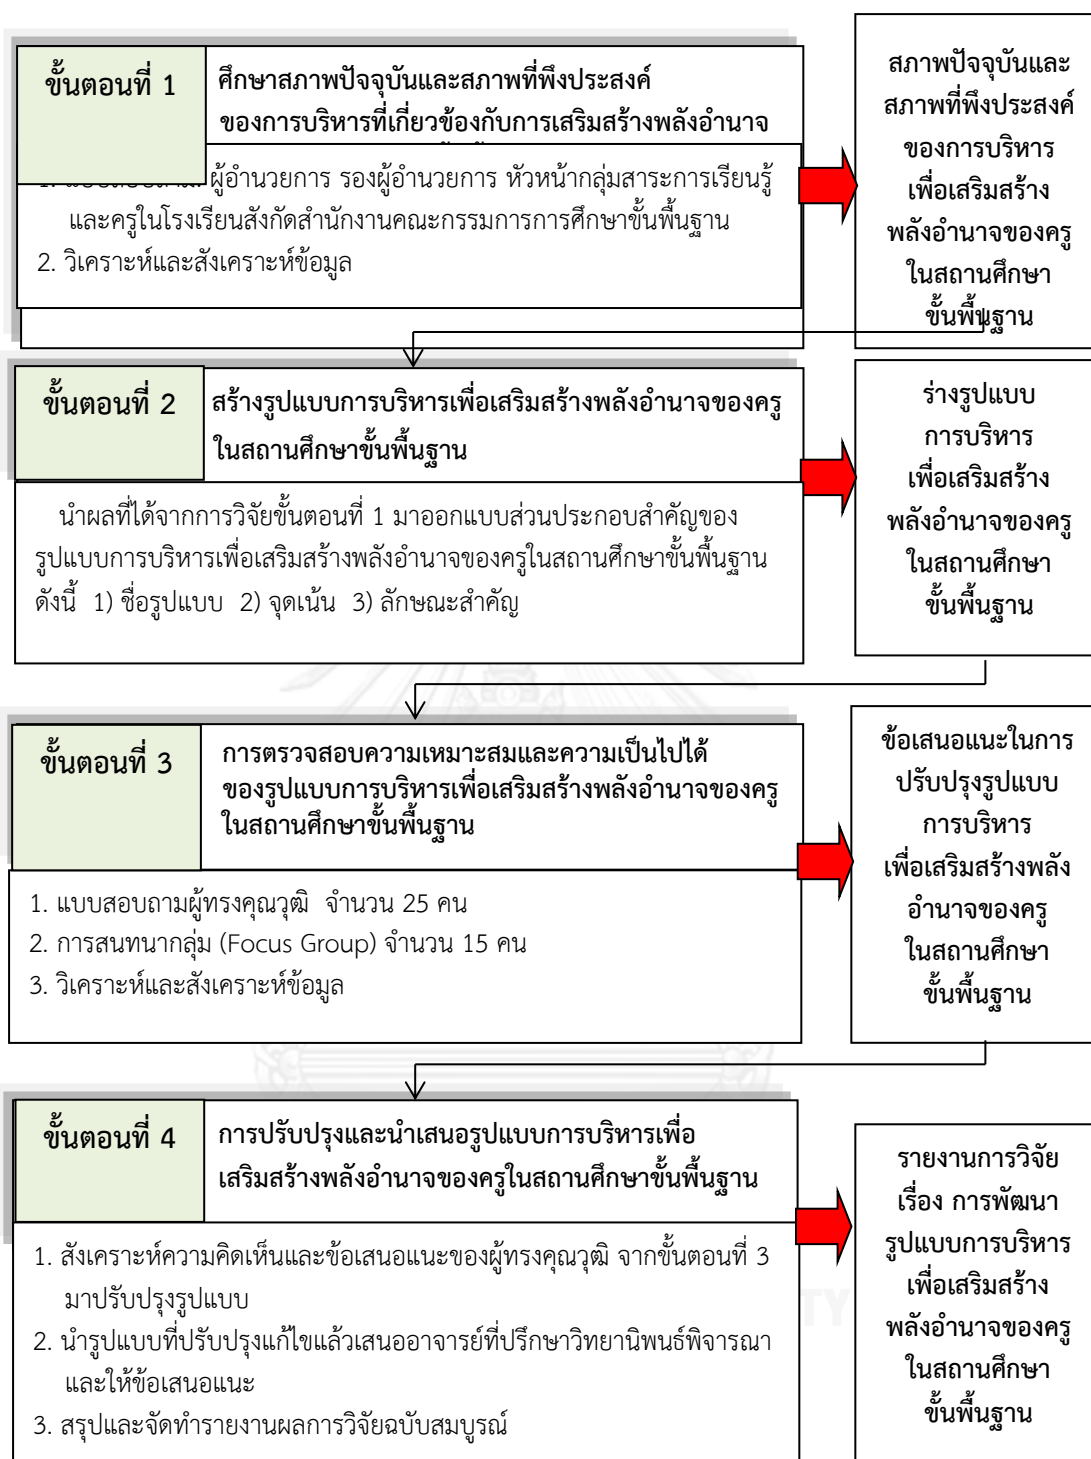 ขั้นตอนที่ 1
ศึกษาสภาพปัจจุบันและสภาพที่พึงประสงค์
ของการบริหารที่เกี่ยวข้องกับการเสริมสร้างพลังอำนาจ
ผู้อำนวยการ รองผู้อำนวยการ หัวหน้ากลุ่มสาระการเรียนรู้
และครูในโรงเรียนสังกัดสำนักงานคณะกรรมการการศึกษาขั้นพื้นฐาน
2. วิเคราะห์และสังเคราะห์ข้อมูล
สภาพปัจจุบันและ
สภาพที่พึงประสงค์
ของการบริหาร
เพื่อเสริมสร้าง
พลังอำนาจของครู
ในสถานศึกษา
ขั้นพื้นฐาน
ขั้นตอนที่ 2
สร้างรูปแบบการบริหารเพื่อเสริมสร้างพลังอำนาจของครู
ในสถานศึกษาขั้นพื้นฐาน
นำผลที่ได้จากการวิจัยขั้นตอนที่ 1 มาออกแบบส่วนประกอบสำคัญของ
รูปแบบการบริหารเพื่อเสริมสร้างพลังอำนาจของครูในสถานศึกษาขั้นพื้นฐาน
ดังนี้ 1) ชื่อรูปแบบ 2) จุดเน้น 3) ลักษณะสำคัญ
ร่างรูปแบบ
การบริหาร
เพื่อเสริมสร้าง
พลังอำนาจของครู
ในสถานศึกษา
ขั้นพื้นฐาน
ขั้นตอนที่ 3
การตรวจสอบความเหมาะสมและความเป็นไปได้
ของรูปแบบการบริหารเพื่อเสริมสร้างพลังอำนาจของครู
ในสถานศึกษาขั้นพื้นฐาน
1. แบบสอบถามผู้ทรงคุณวุฒิ จำนวน 25 คน
2. การสนทนากลุ่ม (Focus Group) จำนวน 15 คน
3. วิเคราะห์และสังเคราะห์ข้อมูล
ข้อเสนอแนะในการ
ปรับปรุงรูปแบบ
การบริหาร
เพื่อเสริมสร้างพลัง
อำนาจของครู
ในสถานศึกษา
ขั้นพื้นฐาน
ขั้นตอนที่ 4
การปรับปรุงและนำเสนอรูปแบบการบริหารเพื่อ
เสริมสร้างพลังอำนาจของครูในสถานศึกษาขั้นพื้นฐาน
1. สังเคราะห์ความคิดเห็นและข้อเสนอแนะของผู้ทรงคุณวุฒิ จากขั้นตอนที่ 3
มาปรับปรุงรูปแบบ
2. นำรูปแบบที่ปรับปรุงแก้ไขแล้วเสนออาจารย์ที่ปรึกษาวิทยานิพนธ์พิจารณา
และให้ข้อเสนอแนะ
3. สรุปและจัดทำรายงานผลการวิจัยฉบับสมบูรณ์
รายงานการวิจัย
เรื่อง การพัฒนา
รูปแบบการบริหาร
เพื่อเสริมสร้าง
พลังอำนาจของครู
ในสถานศึกษา
ขั้นพื้นฐาน
TY